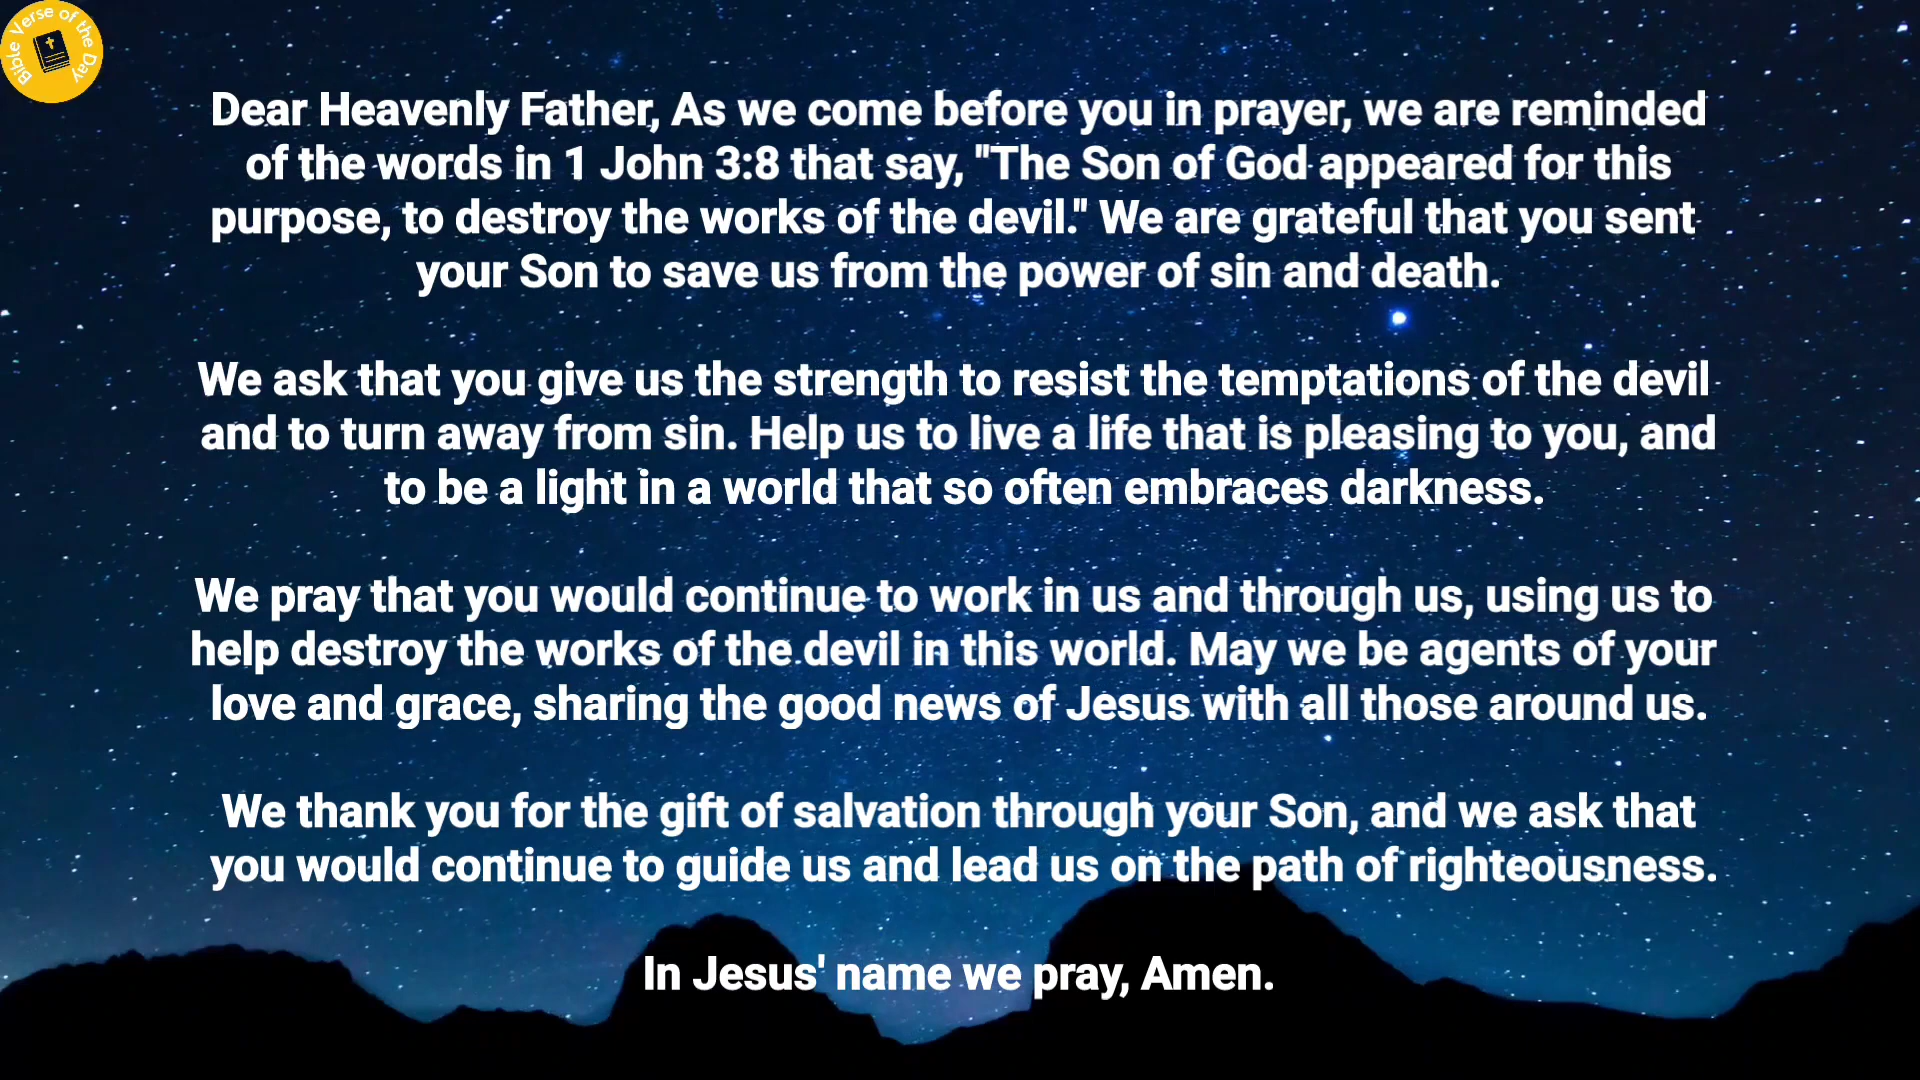 Bible Verse of the Day
Dear Heavenly Father, As we come before you in prayer, we are reminded
of the words in 1 John 3:8 that say, "The Son of God appeared for this
purpose, to destroy the works of the devil." We are grateful that you sent
your Son to save us from the power of sin and death.
We ask that you give us the strength to resist the temptations of the devil
and to turn away from sin. Help us to live a life that is pleasing to you, and
to be a light in a world that so often embraces darkness.
We pray that you would continue to work in us and through us, using us to
help destroy the works of the devil in this world. May we be agents of your
love and grace, sharing the good news of Jesus with all those around us.
We thank you for the gift of salvation through your Son, and we ask that
you would continue to guide us and lead us on the path of righteousness.
In Jesus' name we pray, Amen.